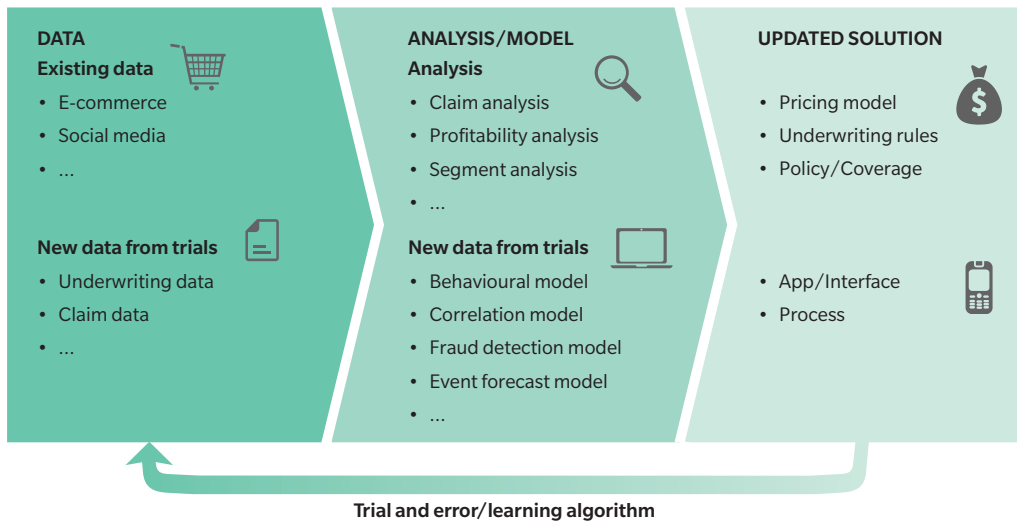 DATA
Existing data
• E-commerce
• Social media
• ...
New data from trials
• Underwriting data
• Claim data
• ...
ANALYSIS/MODEL
Analysis
• Claim analysis
• Profitability analysis
• Segment analysis
• ...
New data from trials
• Behavioural model
• Correlation model
• Fraud detection model
• Event forecast model
• ...
UPDATED SOLUTION
$
• Pricing model
• Underwriting rules
• Policy/Coverage
• App/Interface
• Process
Trial and error/learning algorithm